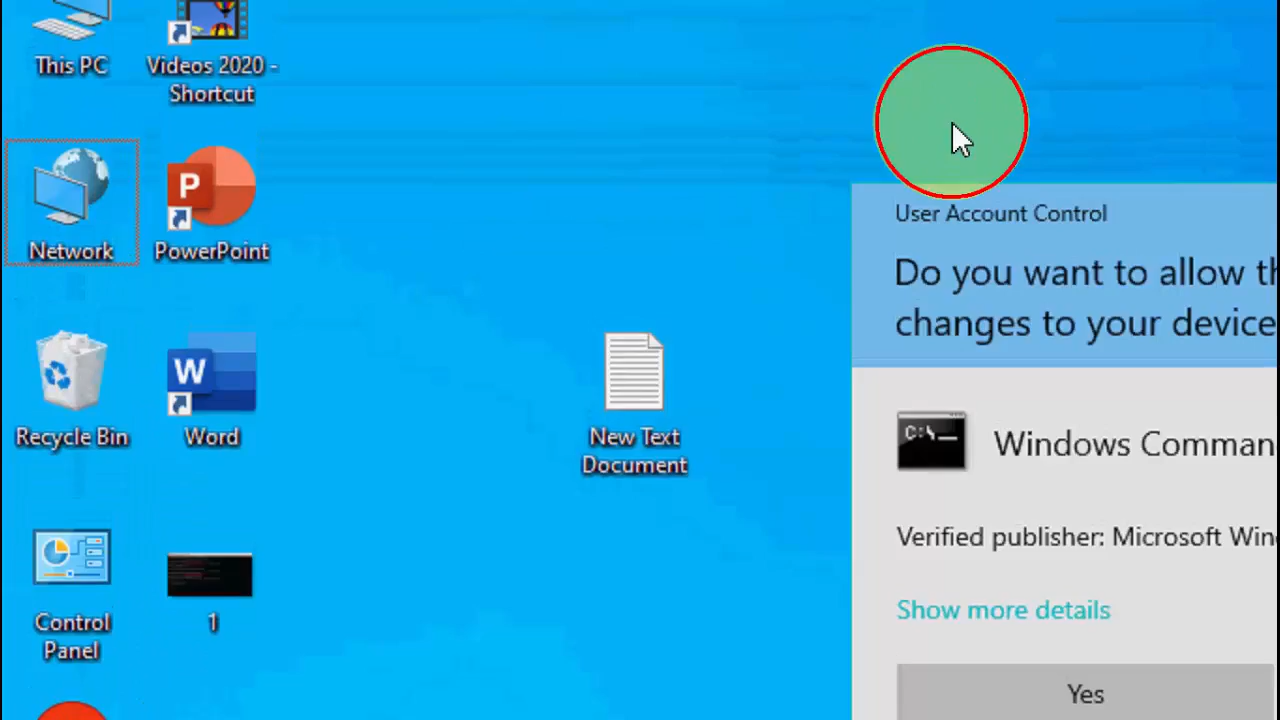 This PC
Videos 2020 -
Shortcut
Network
PowerPoint
Recycle Bin
Word
New Text
Document
Control
Panel
1
User Account Control
Do you want to allow th
changes to your device
C:\
Windows Comman
Verified publisher: Microsoft Win
Show more details
Yes